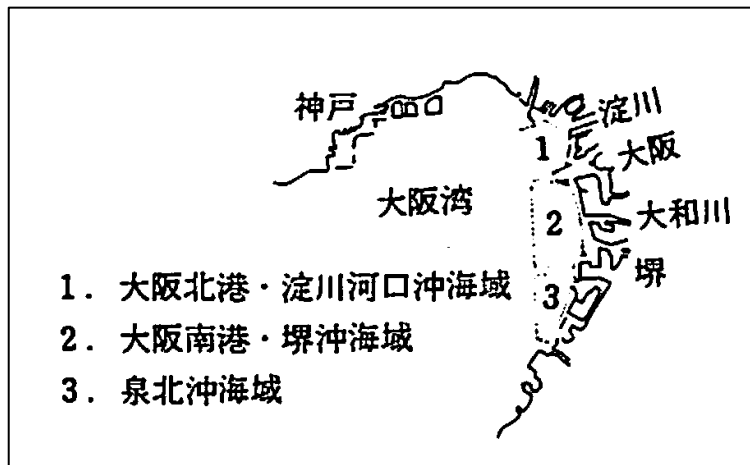 神戸
淀川
1
大阪
大阪湾
2
大和川
堺
3
1. 大阪北港・淀川河口沖海域
2. 大阪南港・堺沖海域
3. 泉北沖海域